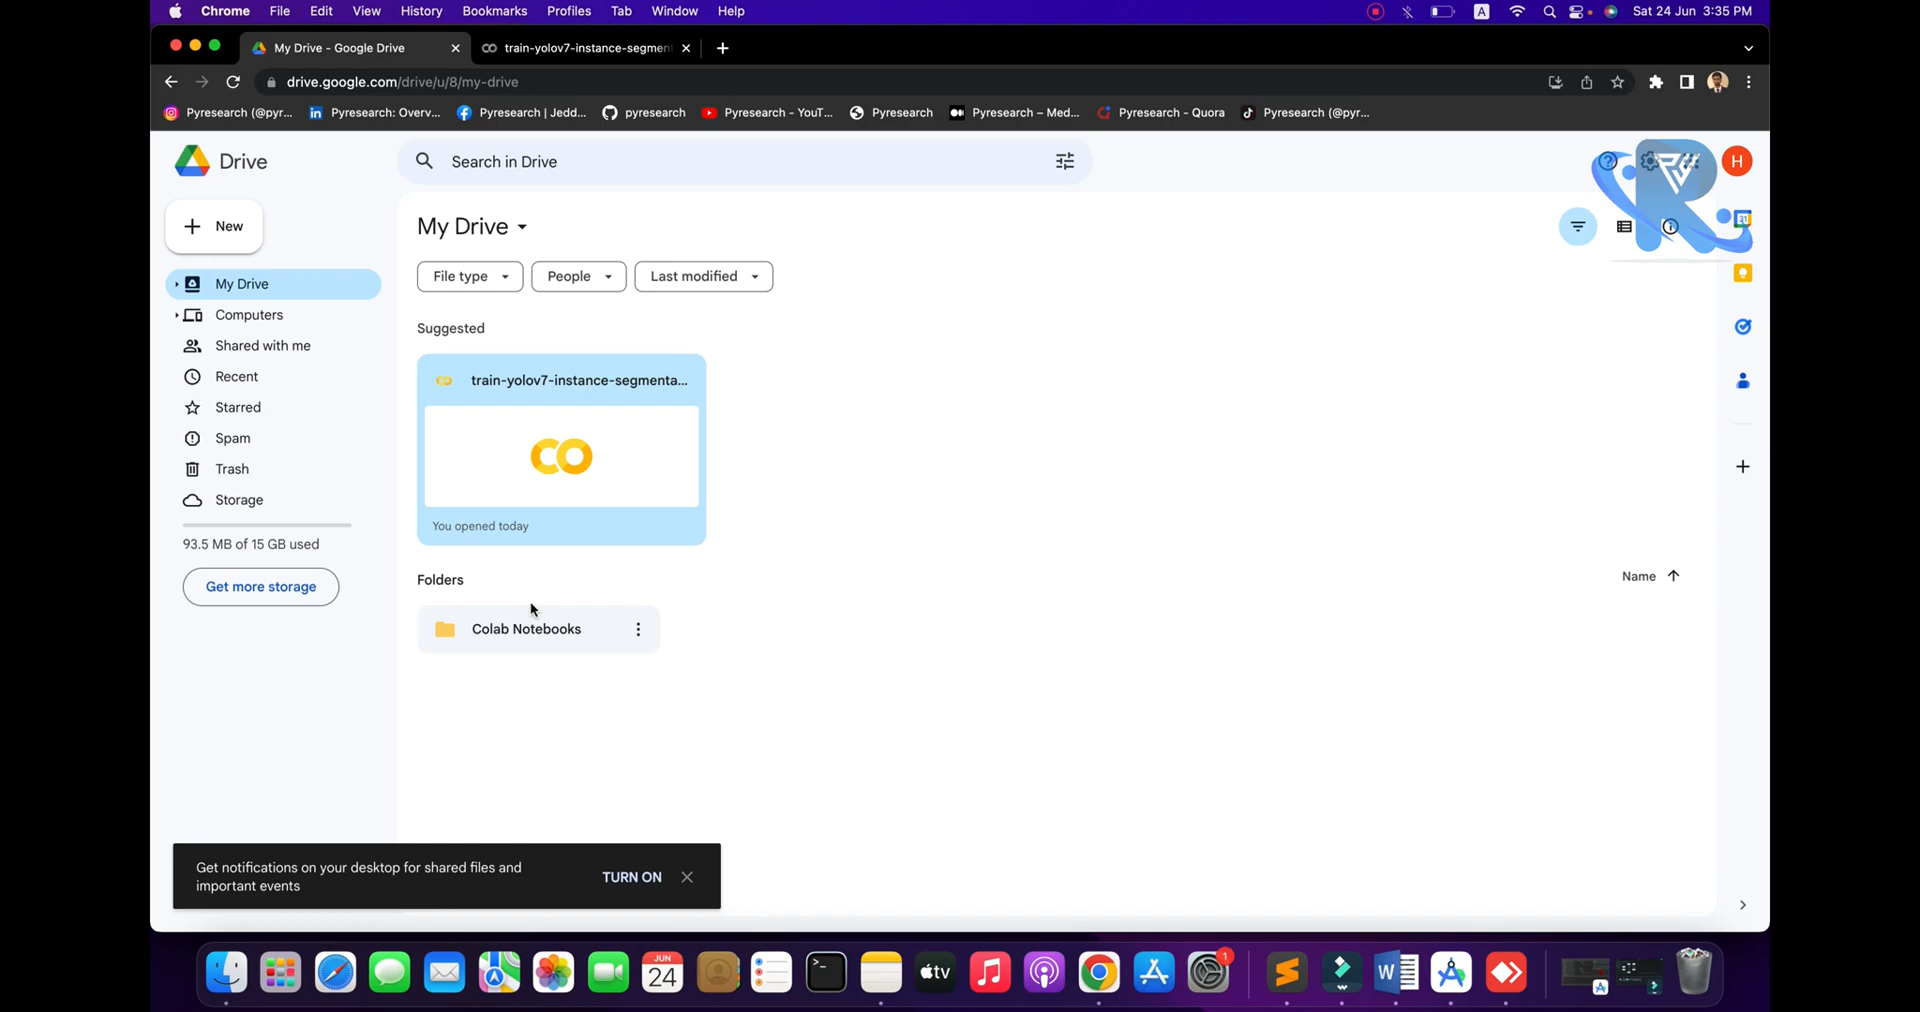 Chrome File Edit View History Bookmarks Profiles Tab Window Help A Sat 24 Jun 3:35 PM
My Drive - Google Drive train-yolov7-instance-segmen
drive.google.com/drive/u/8/my-drive
Pyresearch (@pyr... Pyresearch: Overv... Pyresearch | Jedd... pyresearch Pyresearch - YouT... Pyresearch Pyresearch – Med... Pyresearch - Quora Pyresearch (@pyr...
Drive
Search in Drive
H
New
My Drive
31
File type People Last modified
My Drive
Computers
Shared with me
Recent
Starred
Spam
Trash
Storage
93.5 MB of 15 GB used
Get more storage
Suggested
train-yolov7-instance-segmenta...
You opened today
Folders
Name
Colab Notebooks
Get notifications on your desktop for shared files and
important events
TURN ON
JUN
24
tv
1
W